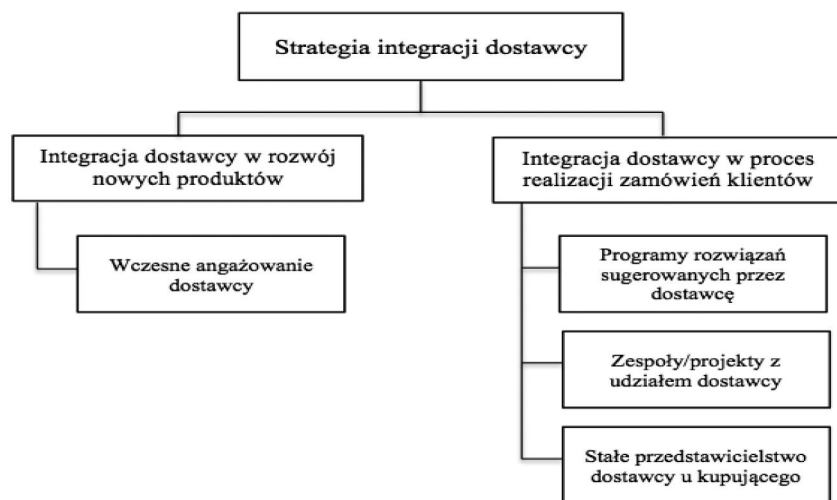 Strategia integracji dostawcy
Integracja dostawcy w rozwój
nowych produktów
Wczesne angażowanie
dostawcy
Integracja dostawcy w proces
realizacji zamówień klientów
Programy rozwiązań
sugerowanych przez
dostawcę
Zespoły/projekty z
udziałem dostawcy
Stałe przedstawicielstwo
dostawcy u kupującego